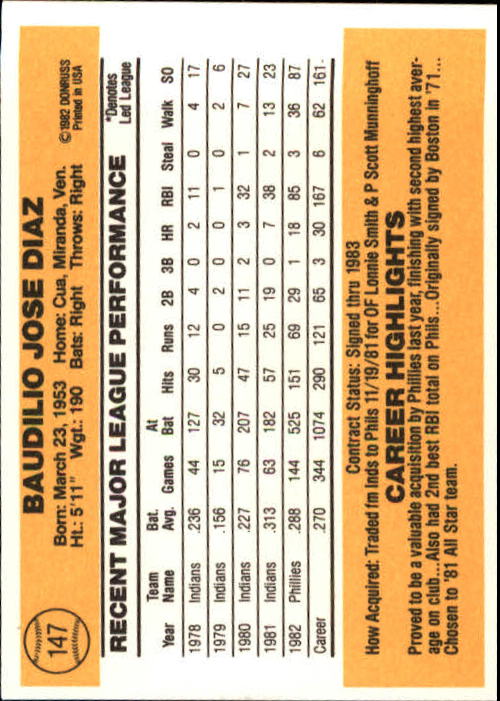 147
BAUDILIO JOSE DIAZ
©1982 DONRUSS
Printed in USA
Born: March 23, 1953 Home: Cua, Miranda, Ven.
Ht.: 5'11" Wgt.: 190 Bats: Right Throws: Right
RECENT MAJOR LEAGUE PERFORMANCE
*Denotes
Led League
Year Team Name Bat. Avg. Games At Bat Hits Runs 2B 3B HR RBI Steal Walk SO
1978 Indians .236 44 127 30 12 4 0 2 11 0 4 17
1979 Indians .156 15 32 5 0 2 0 0 1 0 2 6
1980 Indians .227 76 207 47 15 11 2 3 32 1 7 27
1981 Indians .313 63 182 57 25 19 0 7 38 2 13 23
1982 Phillies .288 144 525 151 69 29 1 18 85 3 36 87
Career .270 344 1074 290 121 65 3 30 167 6 62 161
Contract Status: Signed thru 1983
How Acquired: Traded fm Inds to Phils 11/19/81 for OF Lonnie Smith & P Scott Munninghoff
CAREER HIGHLIGHTS
Proved to be a valuable acquisition by Phillies last year, finishing with second highest aver-
age on club...Also had 2nd best RBI total on Phils...Originally signed by Boston in '71...
Chosen to '81 All Star team.